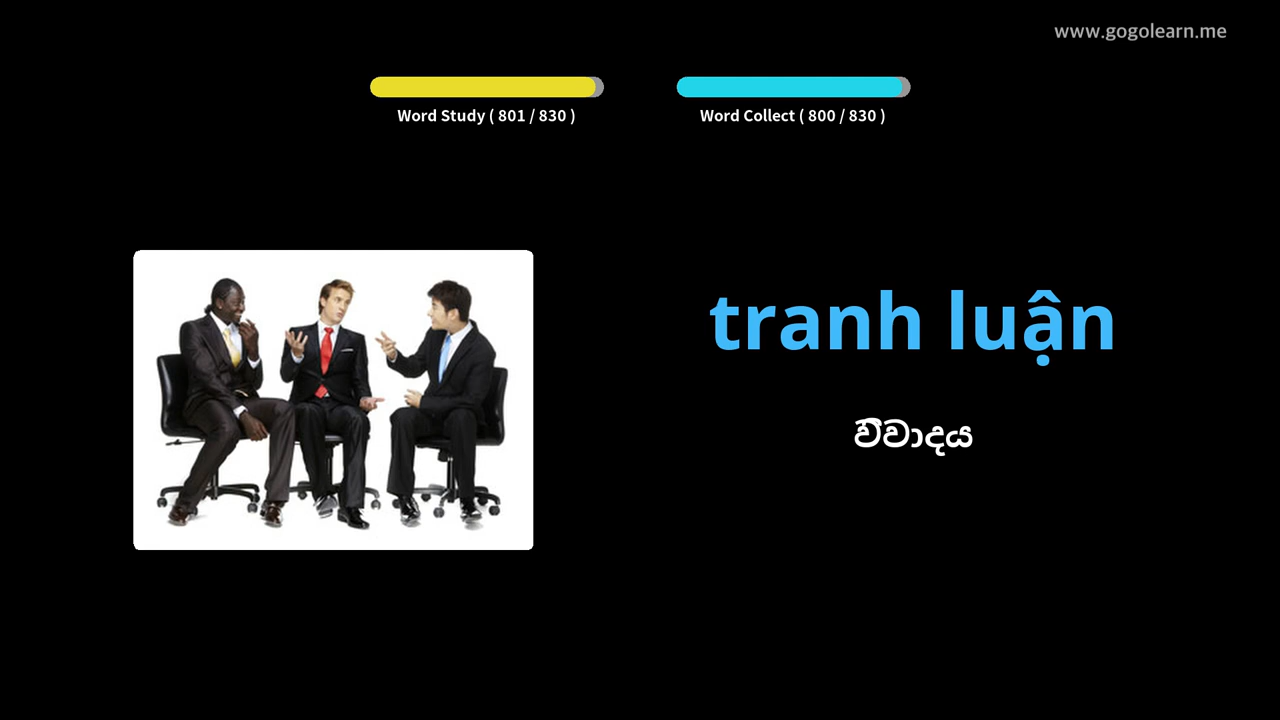 www.gogolearn.me
Word Study ( 801 / 830 )
Word Collect ( 800 / 830 )
tranh luận
විවාදය